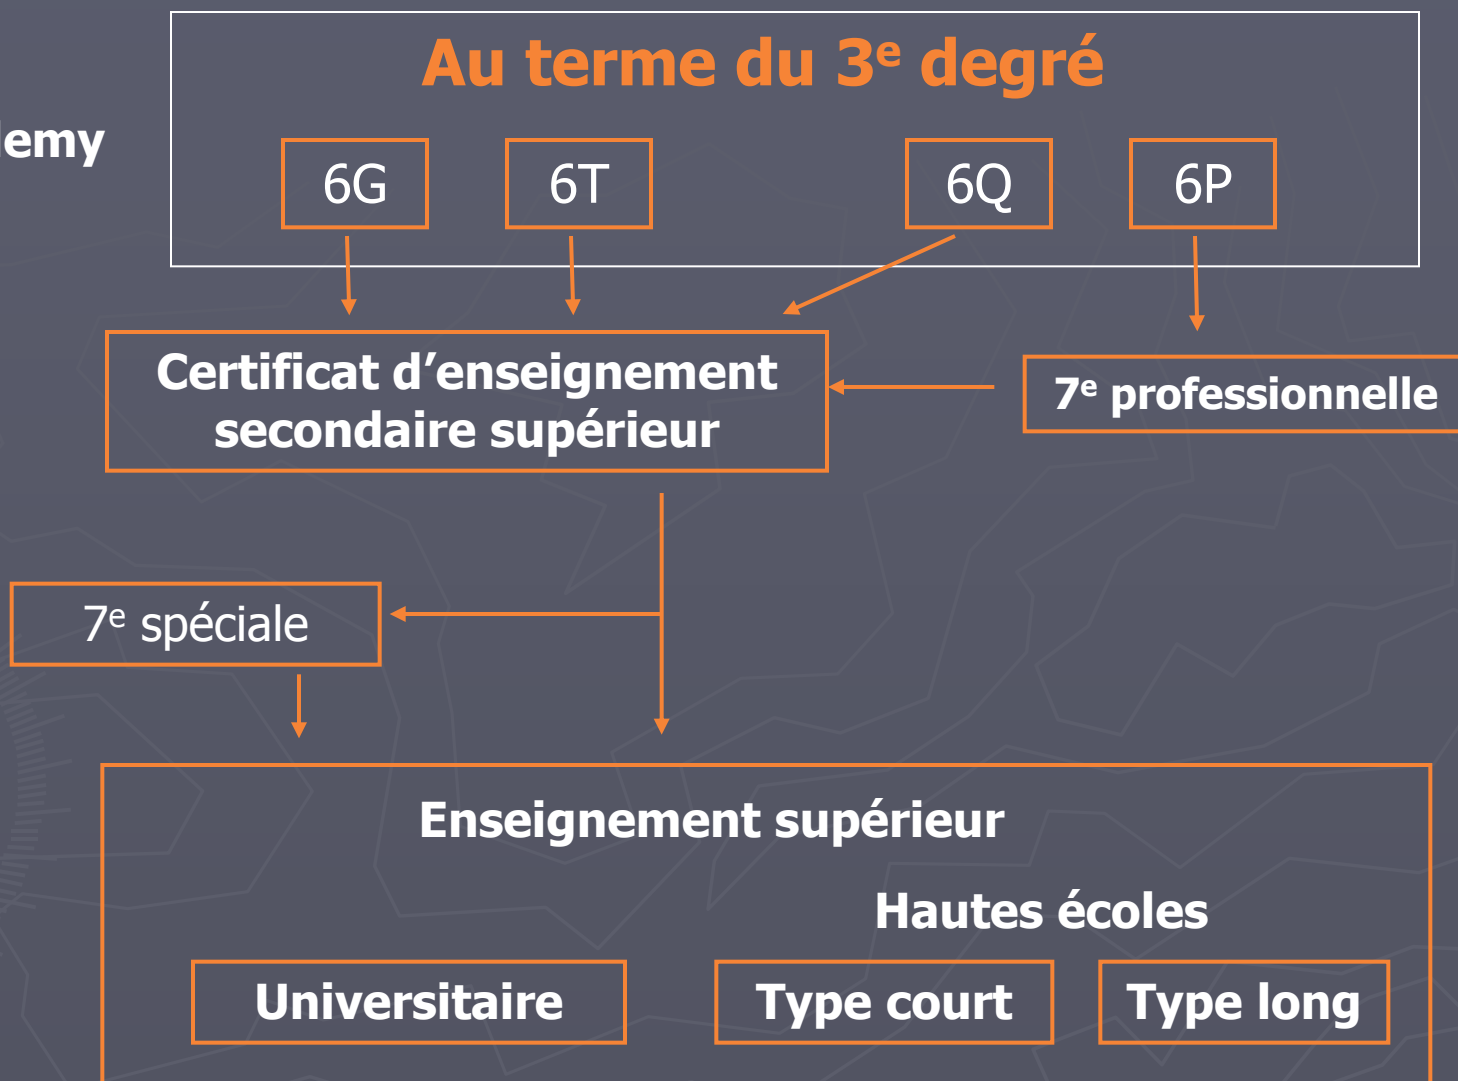 Au terme du 3e degré
6G 6T 6Q 6P
Certificat d’enseignement
secondaire supérieur
7e professionnelle
7e spéciale
Enseignement supérieur
Hautes écoles
Universitaire
Type court
Type long